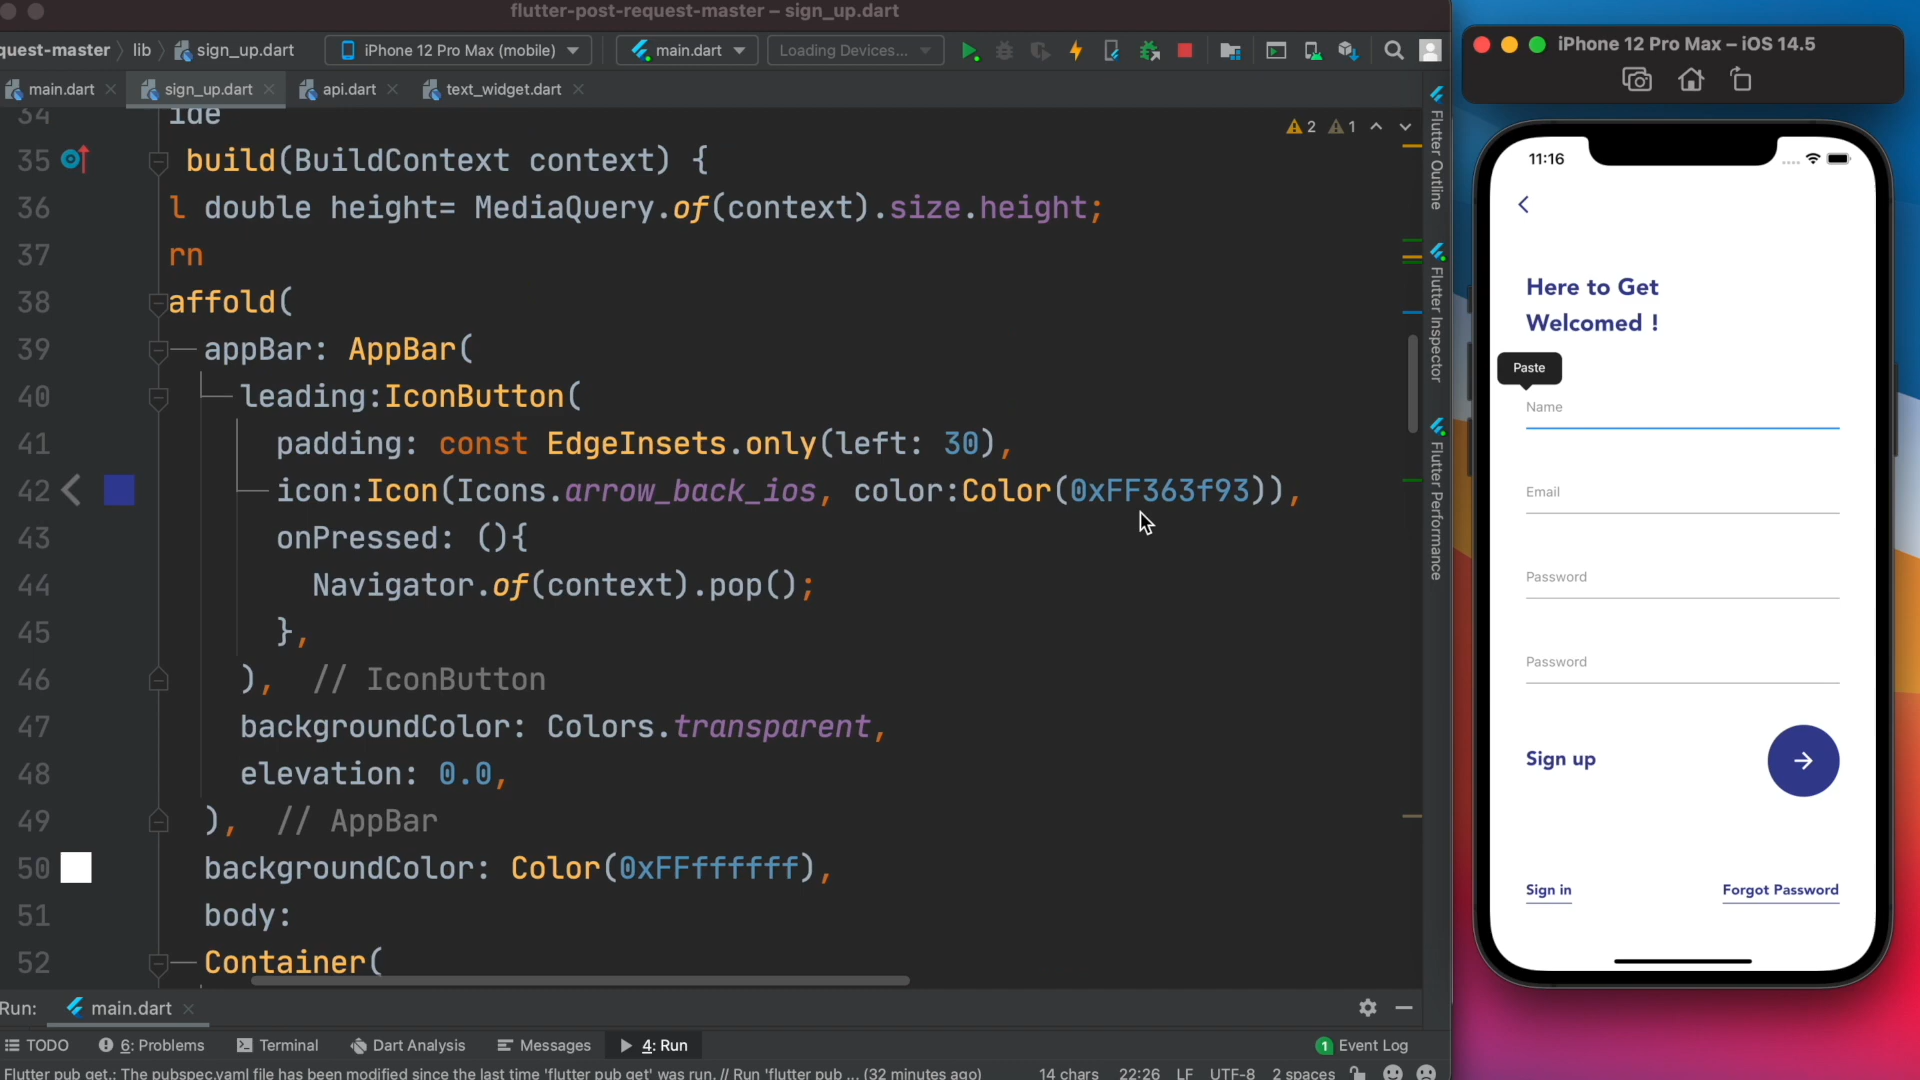 flutter-post-request-master – sign_up.dart
quest-master
lib
sign_up.dart
iPhone 12 Pro Max (mobile)
main.dart
Loading Devices...
main.dart
sign_up.dart
api.dart
text_widget.dart
34 ide
2
1
35 build(BuildContext context) {
36 l double height= MediaQuery.of(context).size.height;
37 rn
38 affold(
39 appBar: AppBar(
40 leading:IconButton(
41 padding: const EdgeInsets.only(left: 30),
42 icon:Icon(Icons.arrow_back_ios, color:Color(0xFF363f93)),
43 onPressed: (){
44 Navigator.of(context).pop();
45 },
46 ), // IconButton
47 backgroundColor: Colors.transparent,
48 elevation: 0.0,
49 ), // AppBar
50 backgroundColor: Color(0xFFffffff),
51 body:
52 Container(
Flutter Outline
Flutter Inspector
Flutter Performance
Run:
main.dart
TODO
6: Problems
Terminal
Dart Analysis
Messages
4: Run
1
Event Log
Flutter pub get.: The pubspec.yaml file has been modified since the last time 'flutter pub get' was run. // Run 'flutter pub ... (32 minutes ago)
14 chars
22:26
LF
UTF-8
2 spaces
iPhone 12 Pro Max – iOS 14.5
11:16
Here to Get
Welcomed !
Paste
Name
Email
Password
Password
Sign up
Sign in
Forgot Password